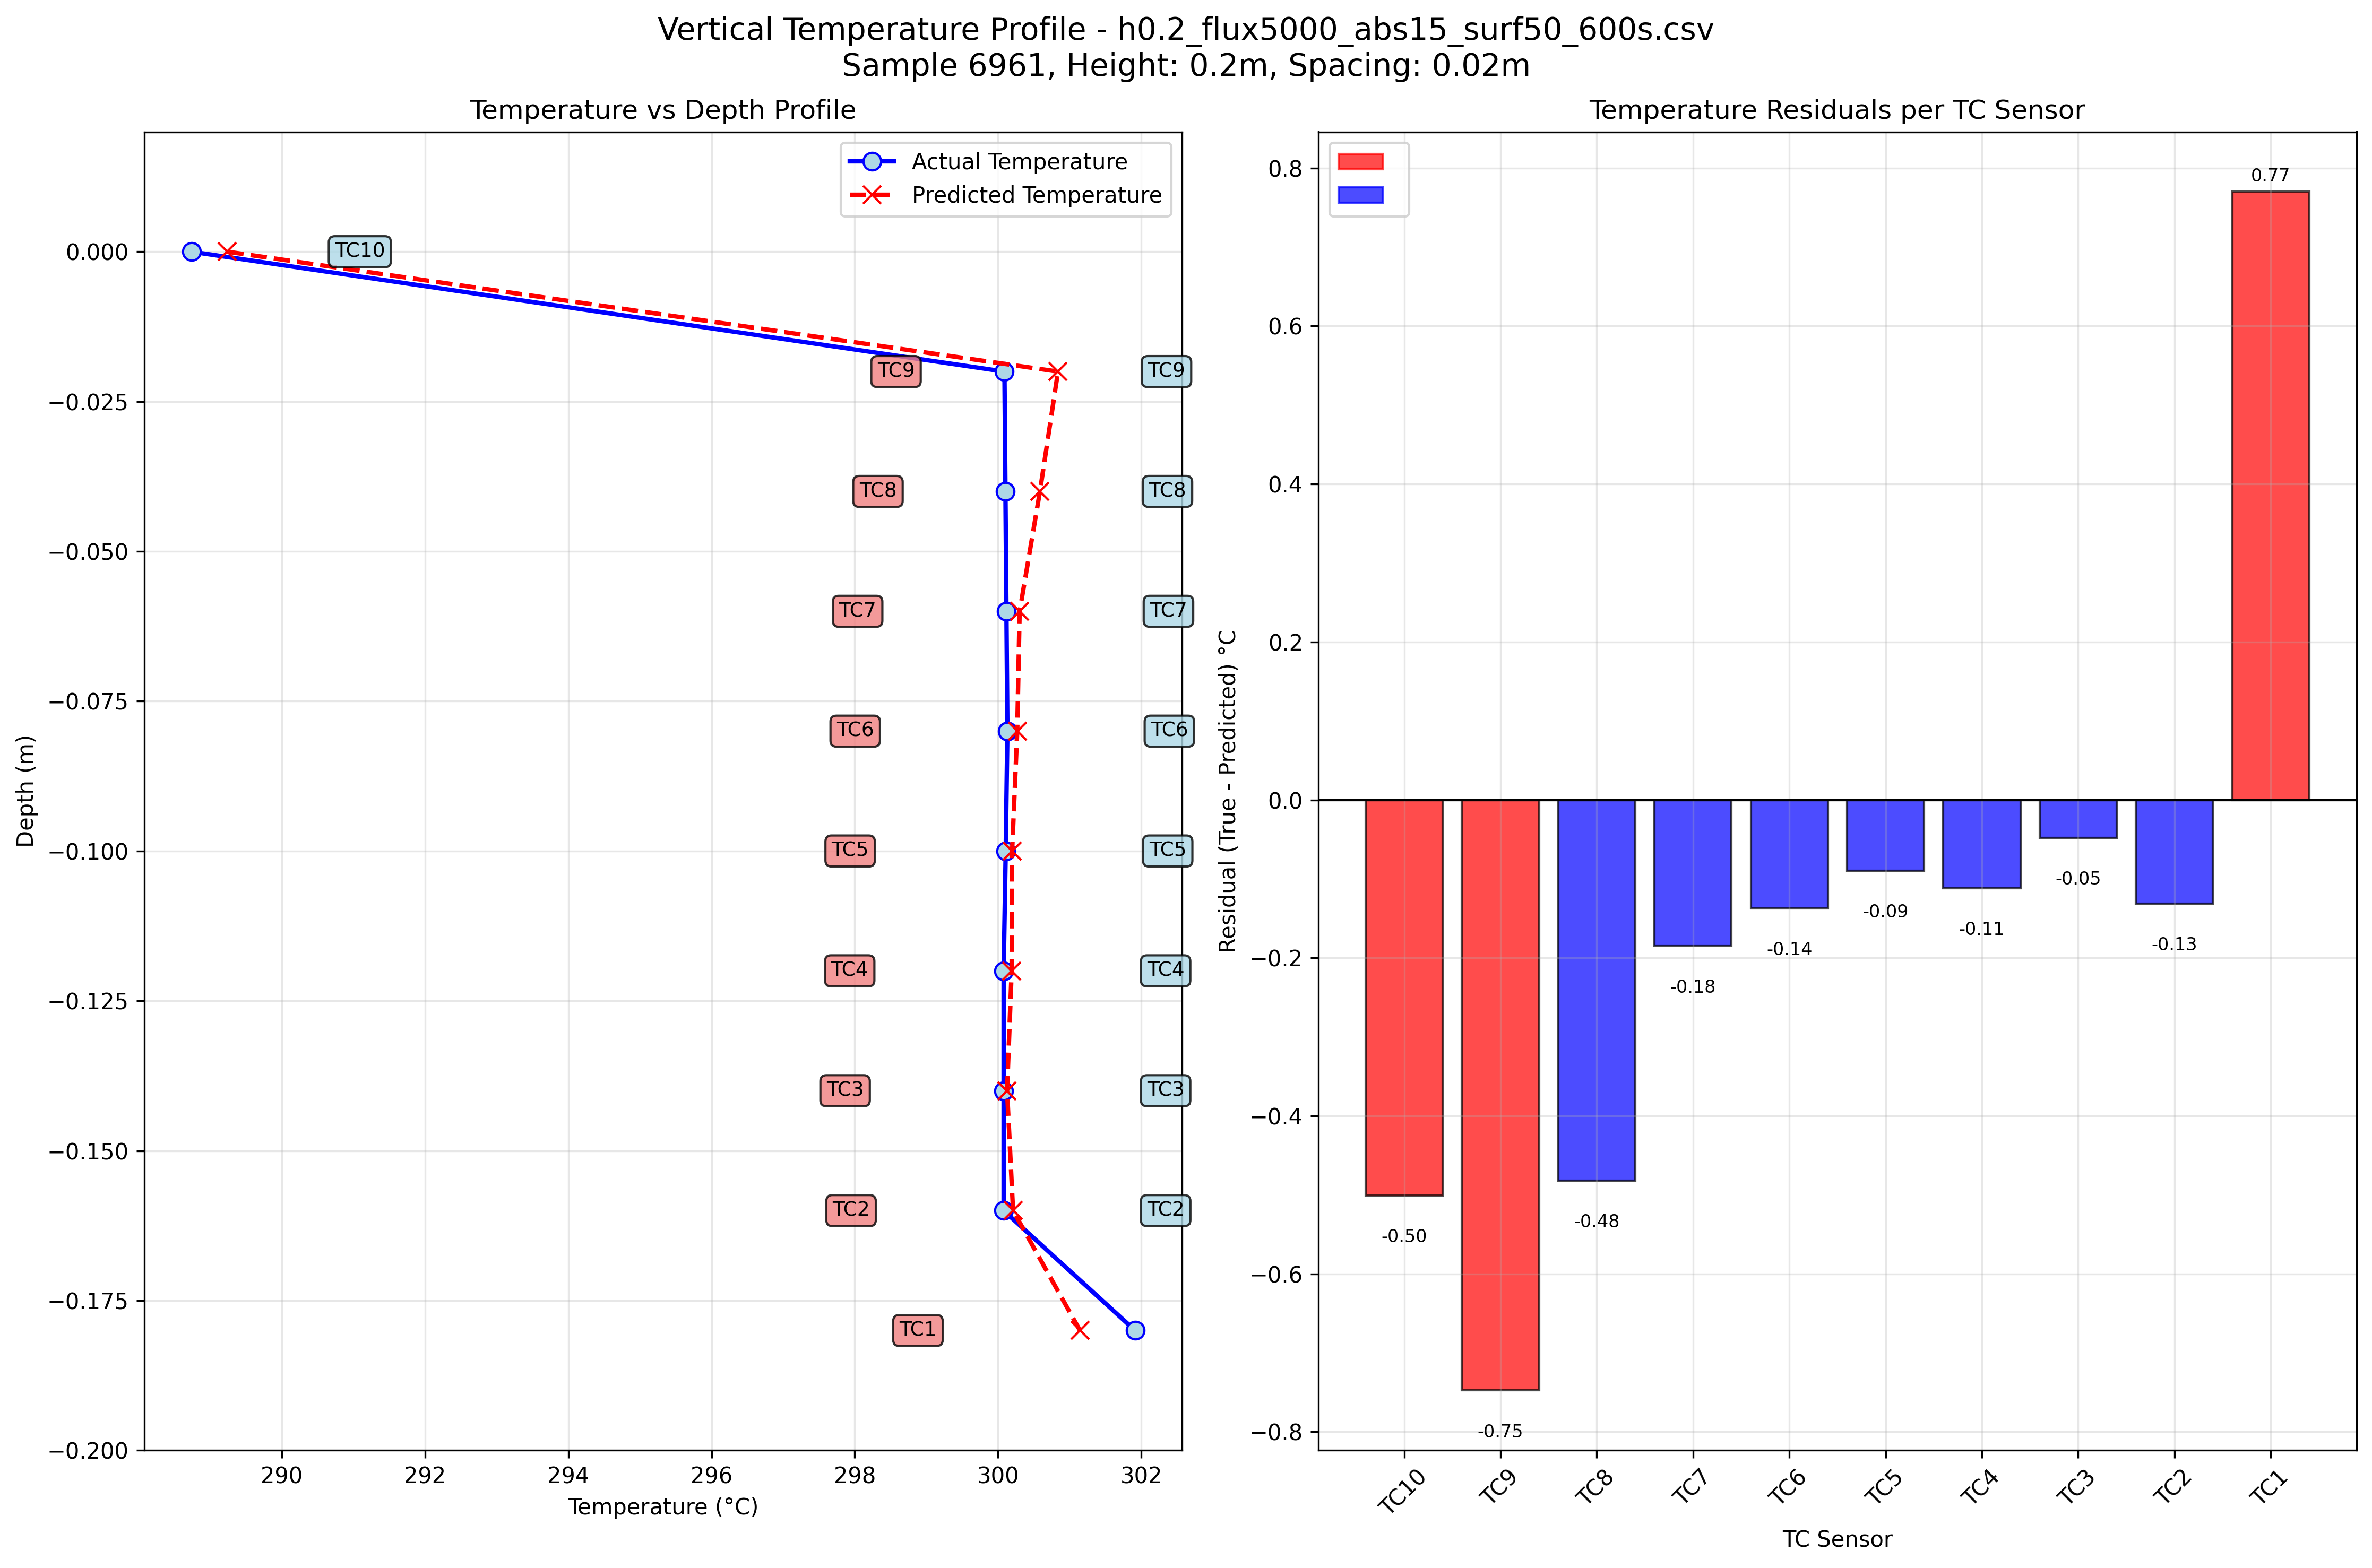 Vertical Temperature Profile - h0.2_flux5000_abs15_surf50_600s.csv
Sample 6961, Height: 0.2m, Spacing: 0.02m
Temperature vs Depth Profile
Actual Temperature
Predicted Temperature
0.000
−0.025
−0.050
−0.075
−0.100
−0.125
−0.150
−0.175
−0.200
Depth (m)
TC10
TC9 TC9
TC8 TC8
TC7 TC7
TC6 TC6
TC5 TC5
TC4 TC4
TC3 TC3
TC2 TC2
TC1
290 292 294 296 298 300 302
Temperature (°C)
Temperature Residuals per TC Sensor
0.8
0.6
0.4
0.2
0.0
−0.2
−0.4
−0.6
−0.8
Residual (True - Predicted) °C
-0.50
-0.75
-0.48
-0.18
-0.14
-0.09
-0.11
-0.05
-0.13
0.77
TC10 TC9 TC8 TC7 TC6 TC5 TC4 TC3 TC2 TC1
TC Sensor